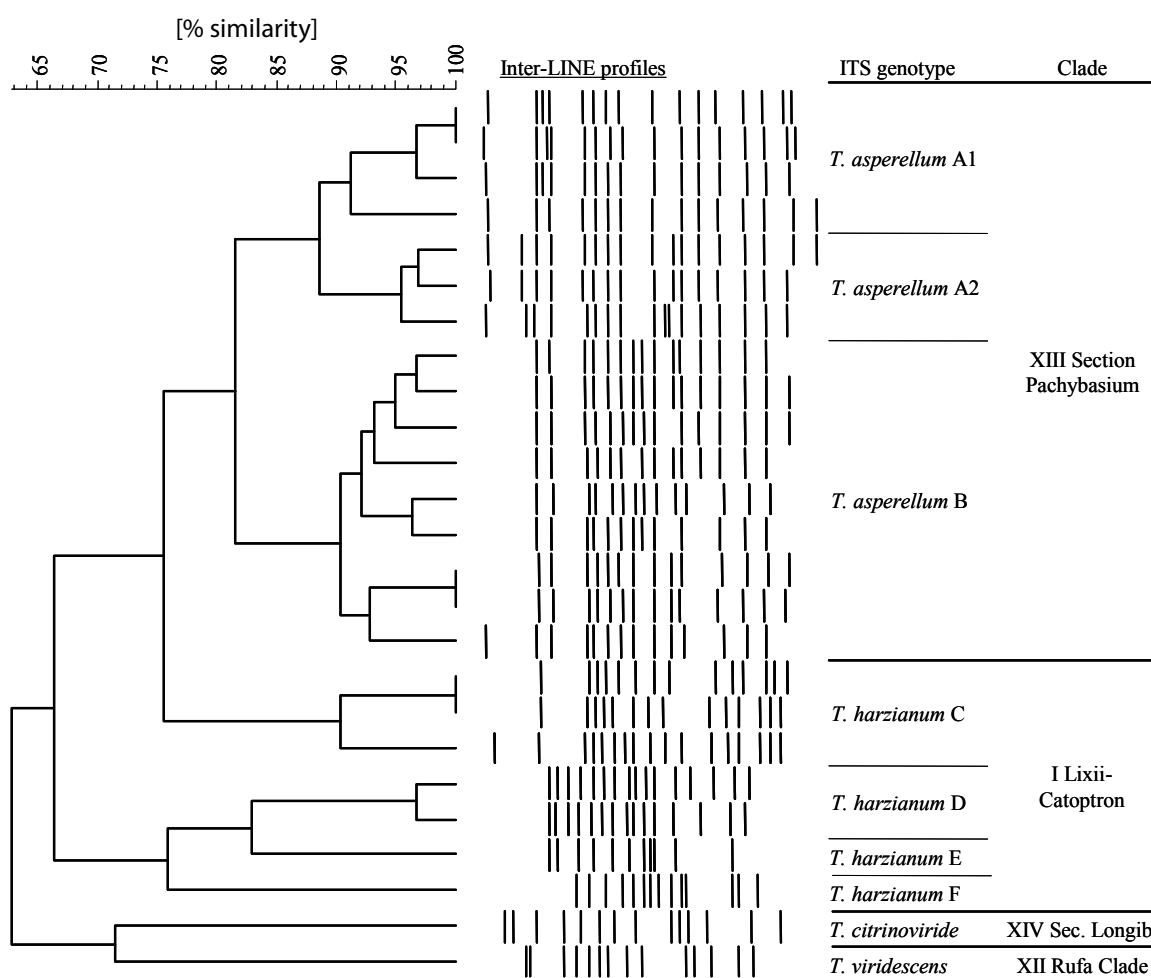 [% similarity]
65 70 75 80 85 90 95 100
Inter-LINE profiles ITS genotype Clade
T. asperellum A1
T. asperellum A2
XIII Section
Pachybasium
T. asperellum B
T. harzianum C
I Lixii-
Catoptron
T. harzianum D
T. harzianum E
T. harzianum F
T. citrinoviride XIV Sec. Longib
T. viridescens XII Rufa Clade